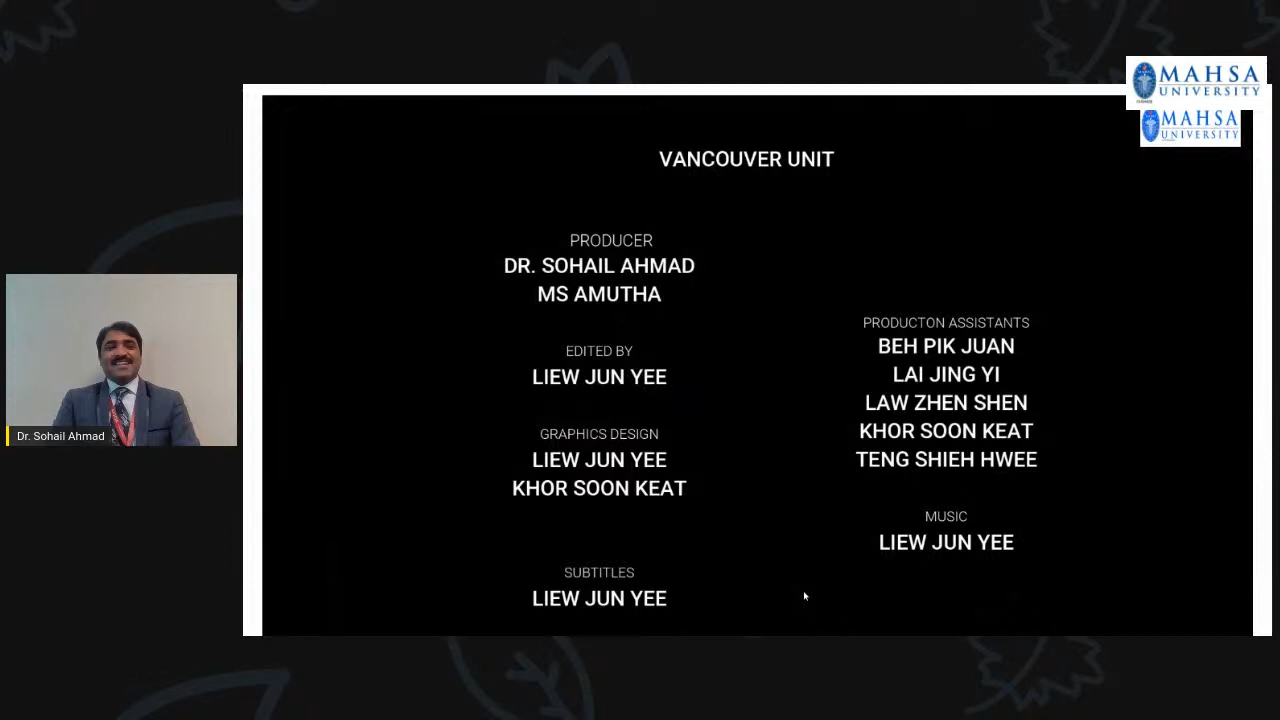 MAHSA
UNIVERSITY
MAHSA
UNIVERSITY
VANCOUVER UNIT
PRODUCER
DR. SOHAIL AHMAD
MS AMUTHA
EDITED BY
LIEW JUN YEE
GRAPHICS DESIGN
LIEW JUN YEE
KHOR SOON KEAT
SUBTITLES
LIEW JUN YEE
PRODUCTON ASSISTANTS
BEH PIK JUAN
LAI JING YI
LAW ZHEN SHEN
KHOR SOON KEAT
TENG SHIEH HWEE
MUSIC
LIEW JUN YEE
Dr. Sohail Ahmad